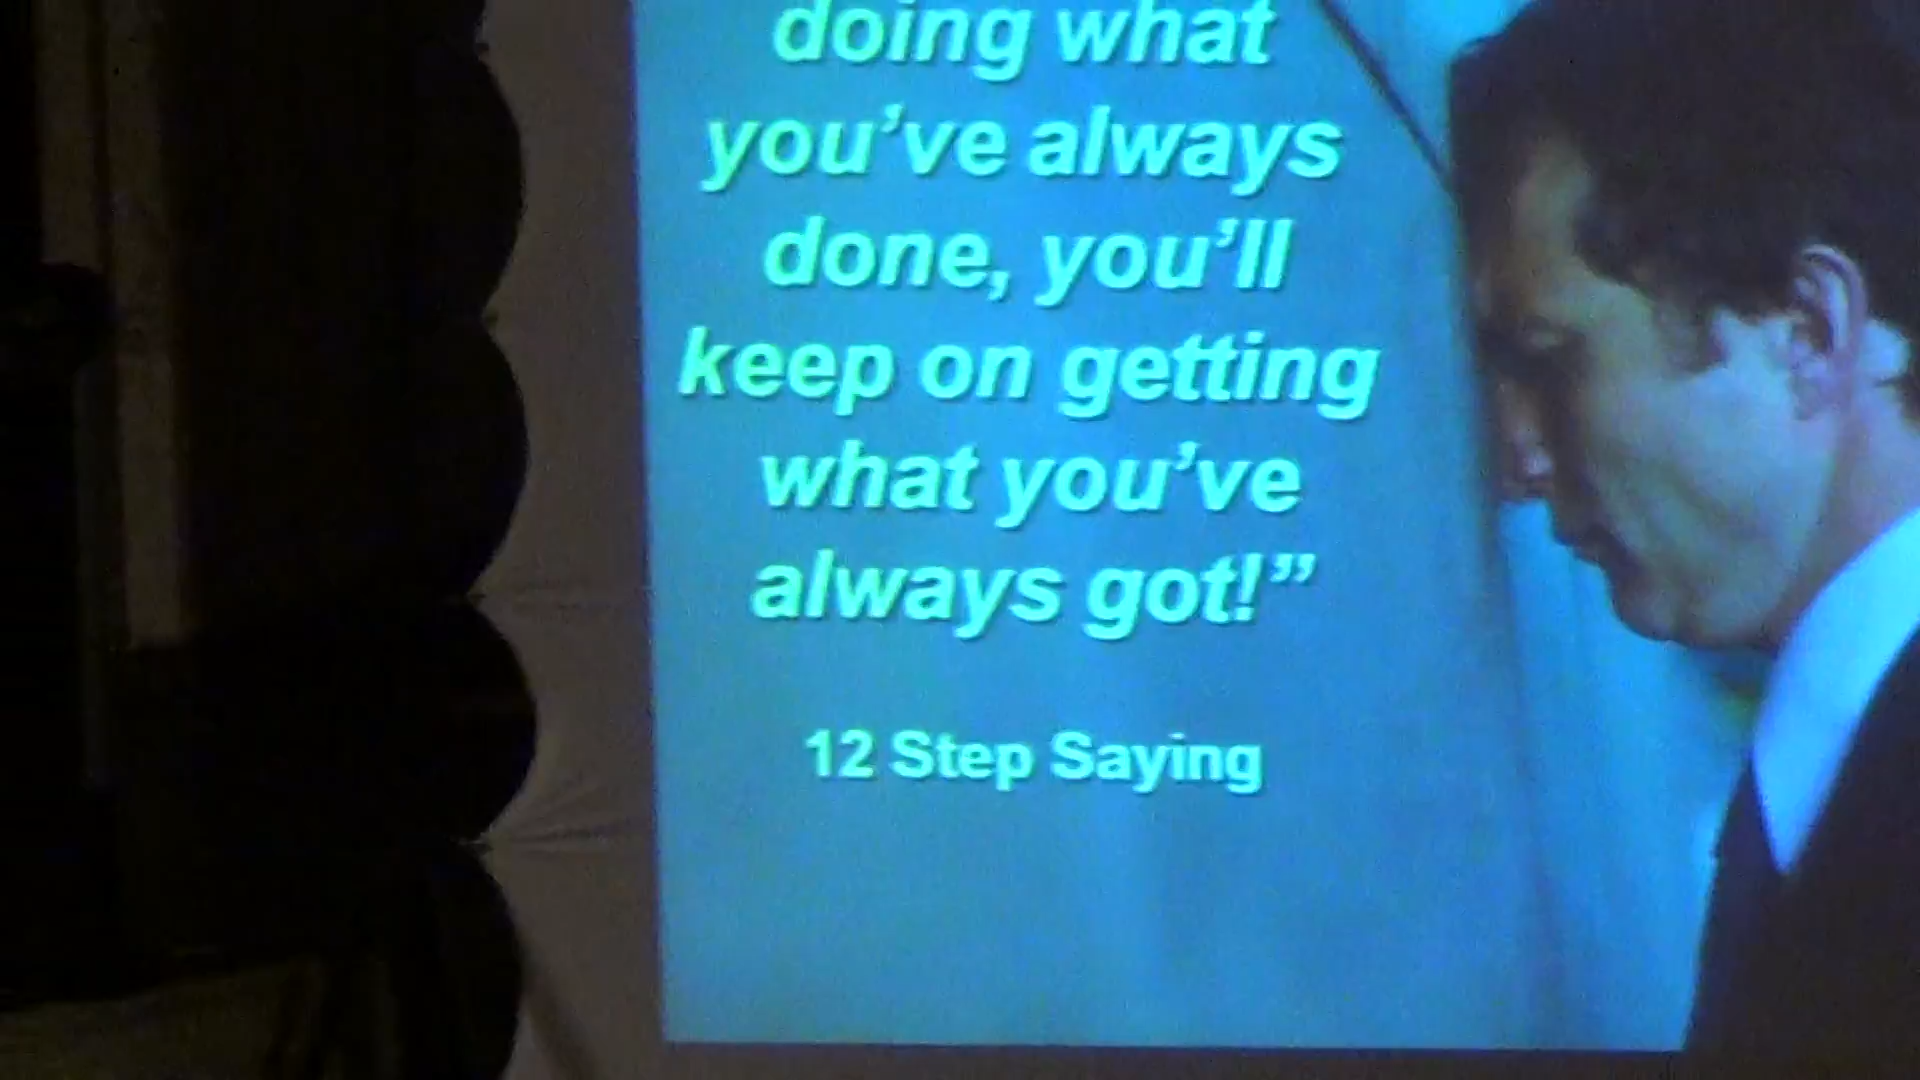 doing what
you've always
done, you'll
keep on getting
what you've
always got!”
12 Step Saying